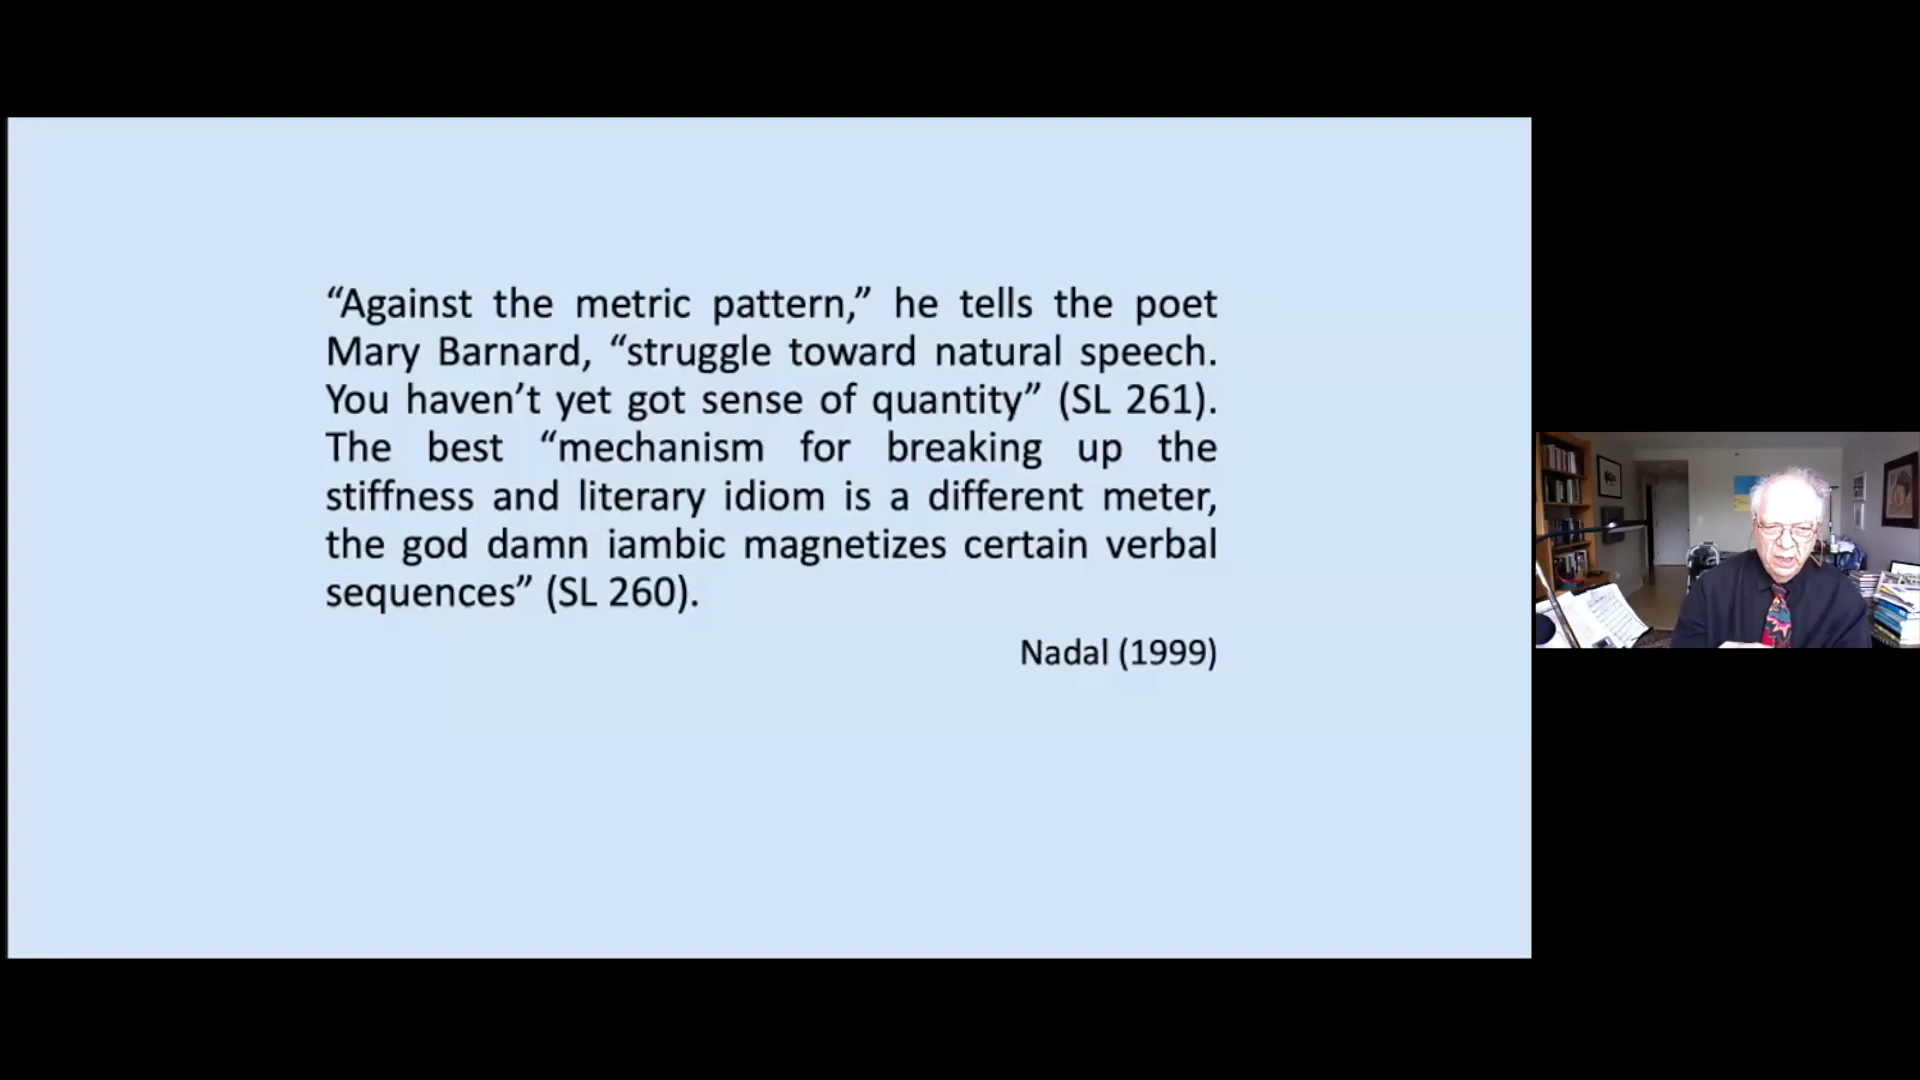 “Against the metric pattern,” he tells the poet
Mary Barnard, “struggle toward natural speech.
You haven’t yet got sense of quantity” (SL 261).
The best “mechanism for breaking up the
stiffness and literary idiom is a different meter,
the god damn iambic magnetizes certain verbal
sequences” (SL 260).
Nadal (1999)